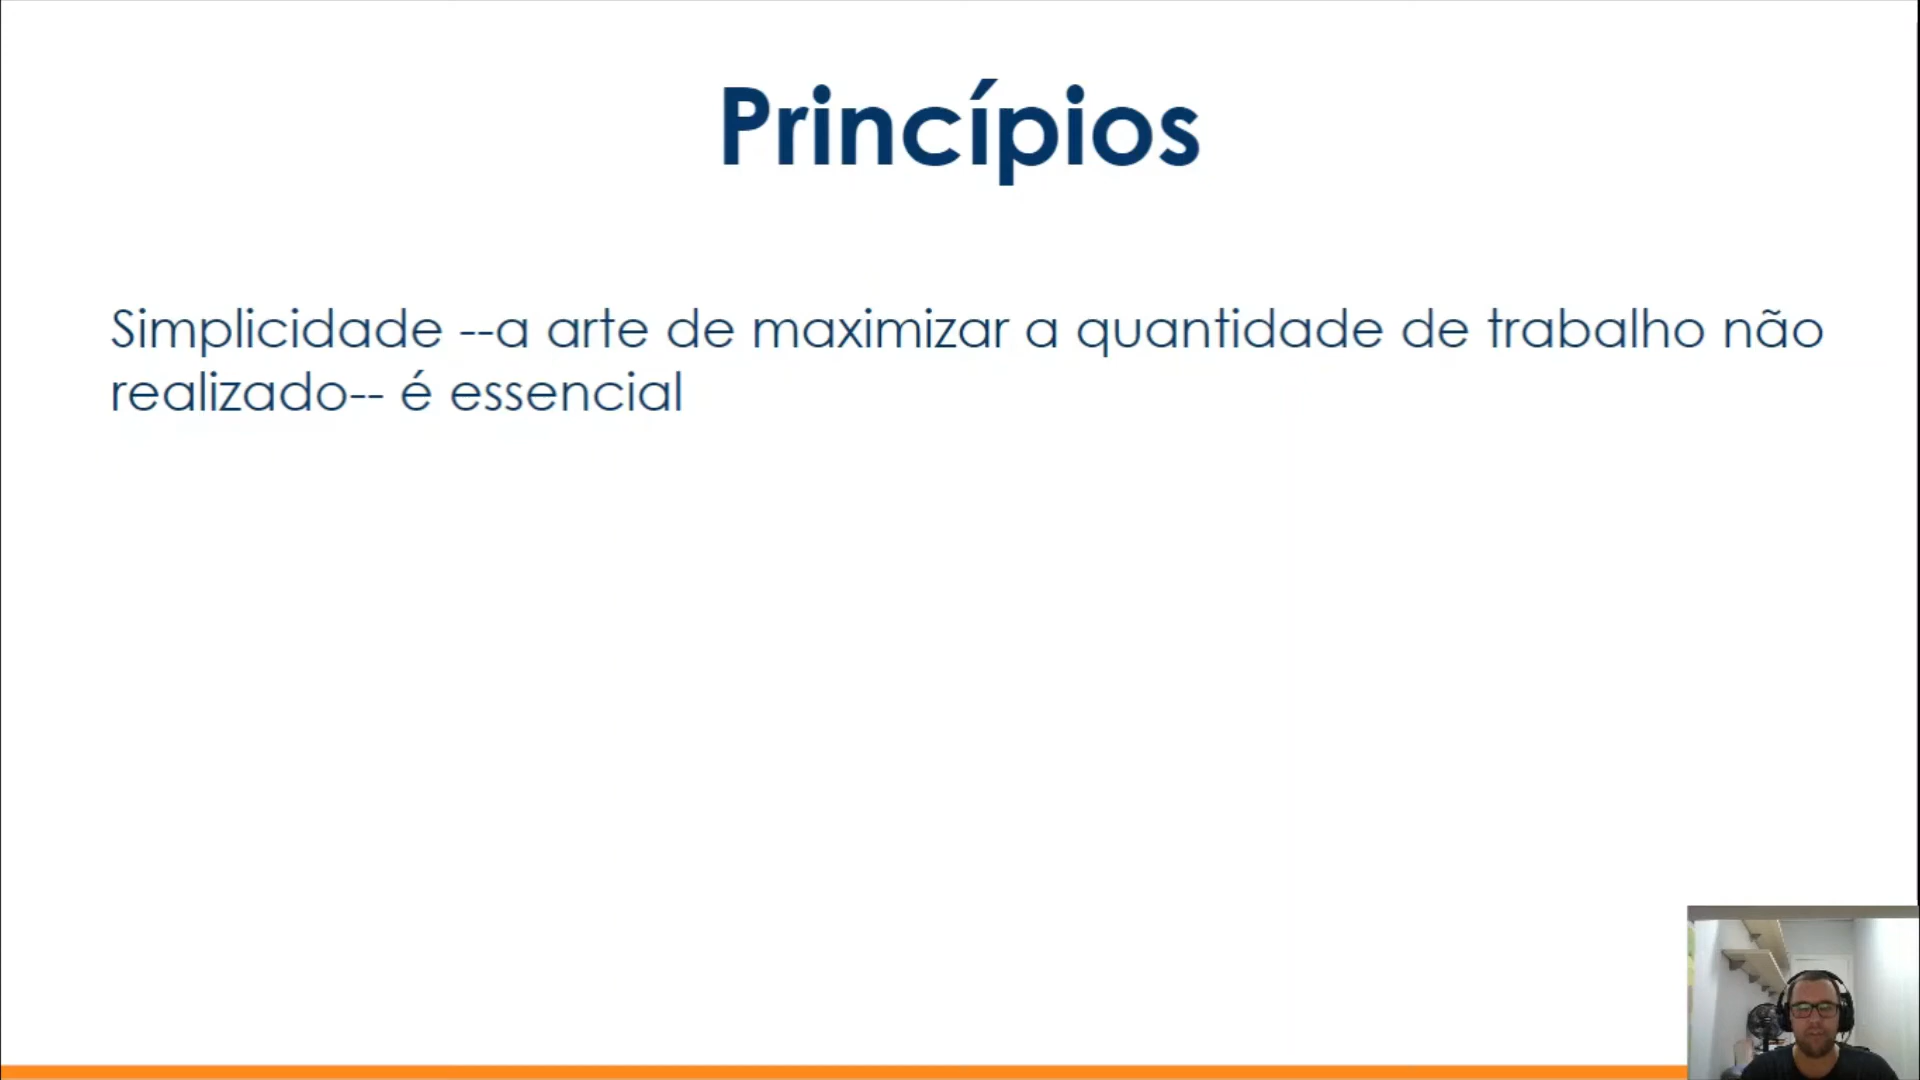 Princípios
Simplicidade --a arte de maximizar a quantidade de trabalho não
realizado-- é essencial